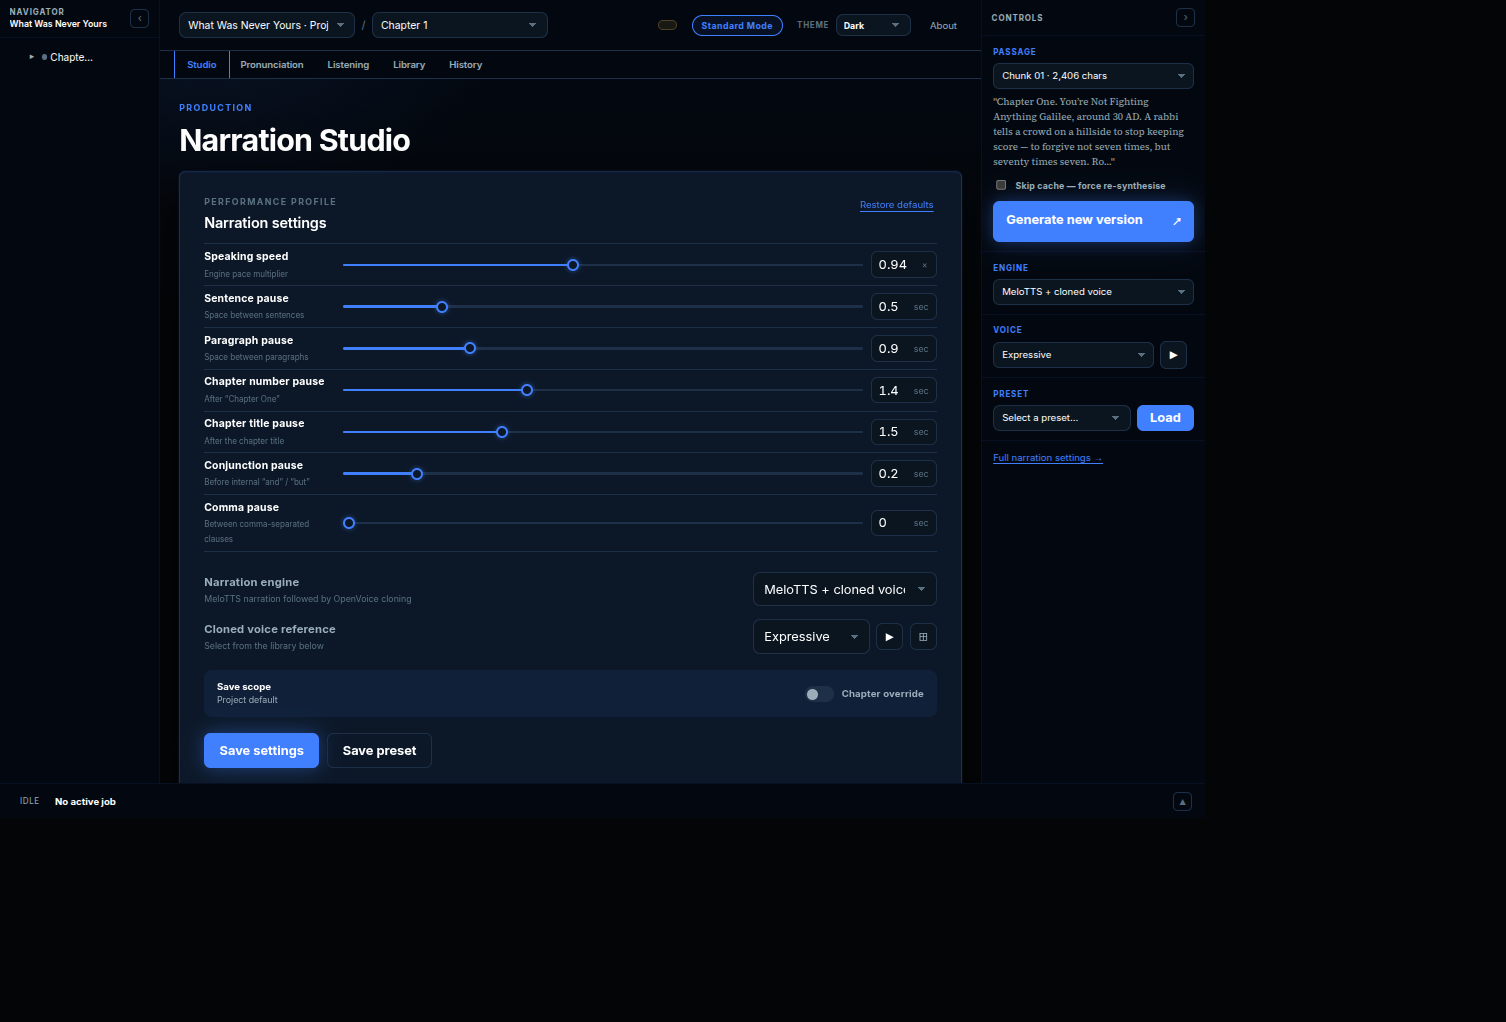 NAVIGATOR
What Was Never Yours
Chapte...
What Was Never Yours · Proj
/
Chapter 1
Standard Mode
THEME
Dark
About
Studio
Pronunciation
Listening
Library
History
PRODUCTION
Narration Studio
PERFORMANCE PROFILE
Narration settings
Restore defaults
Speaking speed
Engine pace multiplier
0.94 ×
Sentence pause
Space between sentences
0.5 sec
Paragraph pause
Space between paragraphs
0.9 sec
Chapter number pause
After "Chapter One"
1.4 sec
Chapter title pause
After the chapter title
1.5 sec
Conjunction pause
Before internal "and" / "but"
0.2 sec
Comma pause
Between comma-separated
clauses
0 sec
Narration engine
MeloTTS narration followed by OpenVoice cloning
MeloTTS + cloned voic
Cloned voice reference
Select from the library below
Expressive
Save scope
Project default
Chapter override
Save settings
Save preset
CONTROLS
PASSAGE
Chunk 01 · 2,406 chars
"Chapter One. You're Not Fighting
Anything Galilee, around 30 AD. A rabbi
tells a crowd on a hillside to stop keeping
score — to forgive not seven times, but
seventy times seven. Ro..."
Skip cache — force re-synthesise
Generate new version ↗
ENGINE
MeloTTS + cloned voice
VOICE
Expressive
PRESET
Select a preset...
Load
Full narration settings →
IDLE
No active job